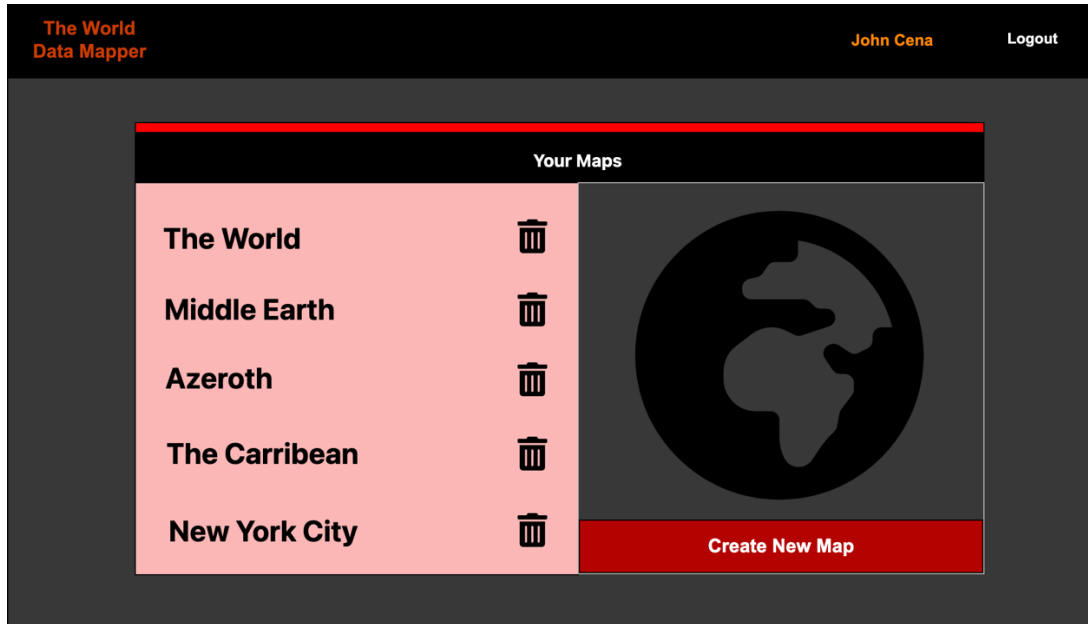 The World
Data Mapper
John Cena
Logout
Your Maps
The World
Middle Earth
Azeroth
The Carribean
New York City
Create New Map